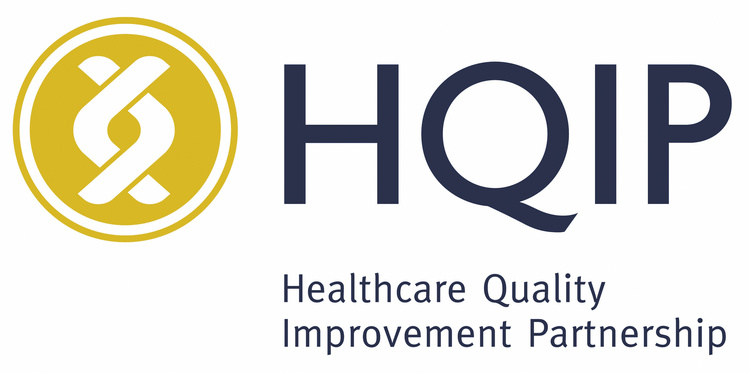 HQIP
Healthcare Quality
Improvement Partnership